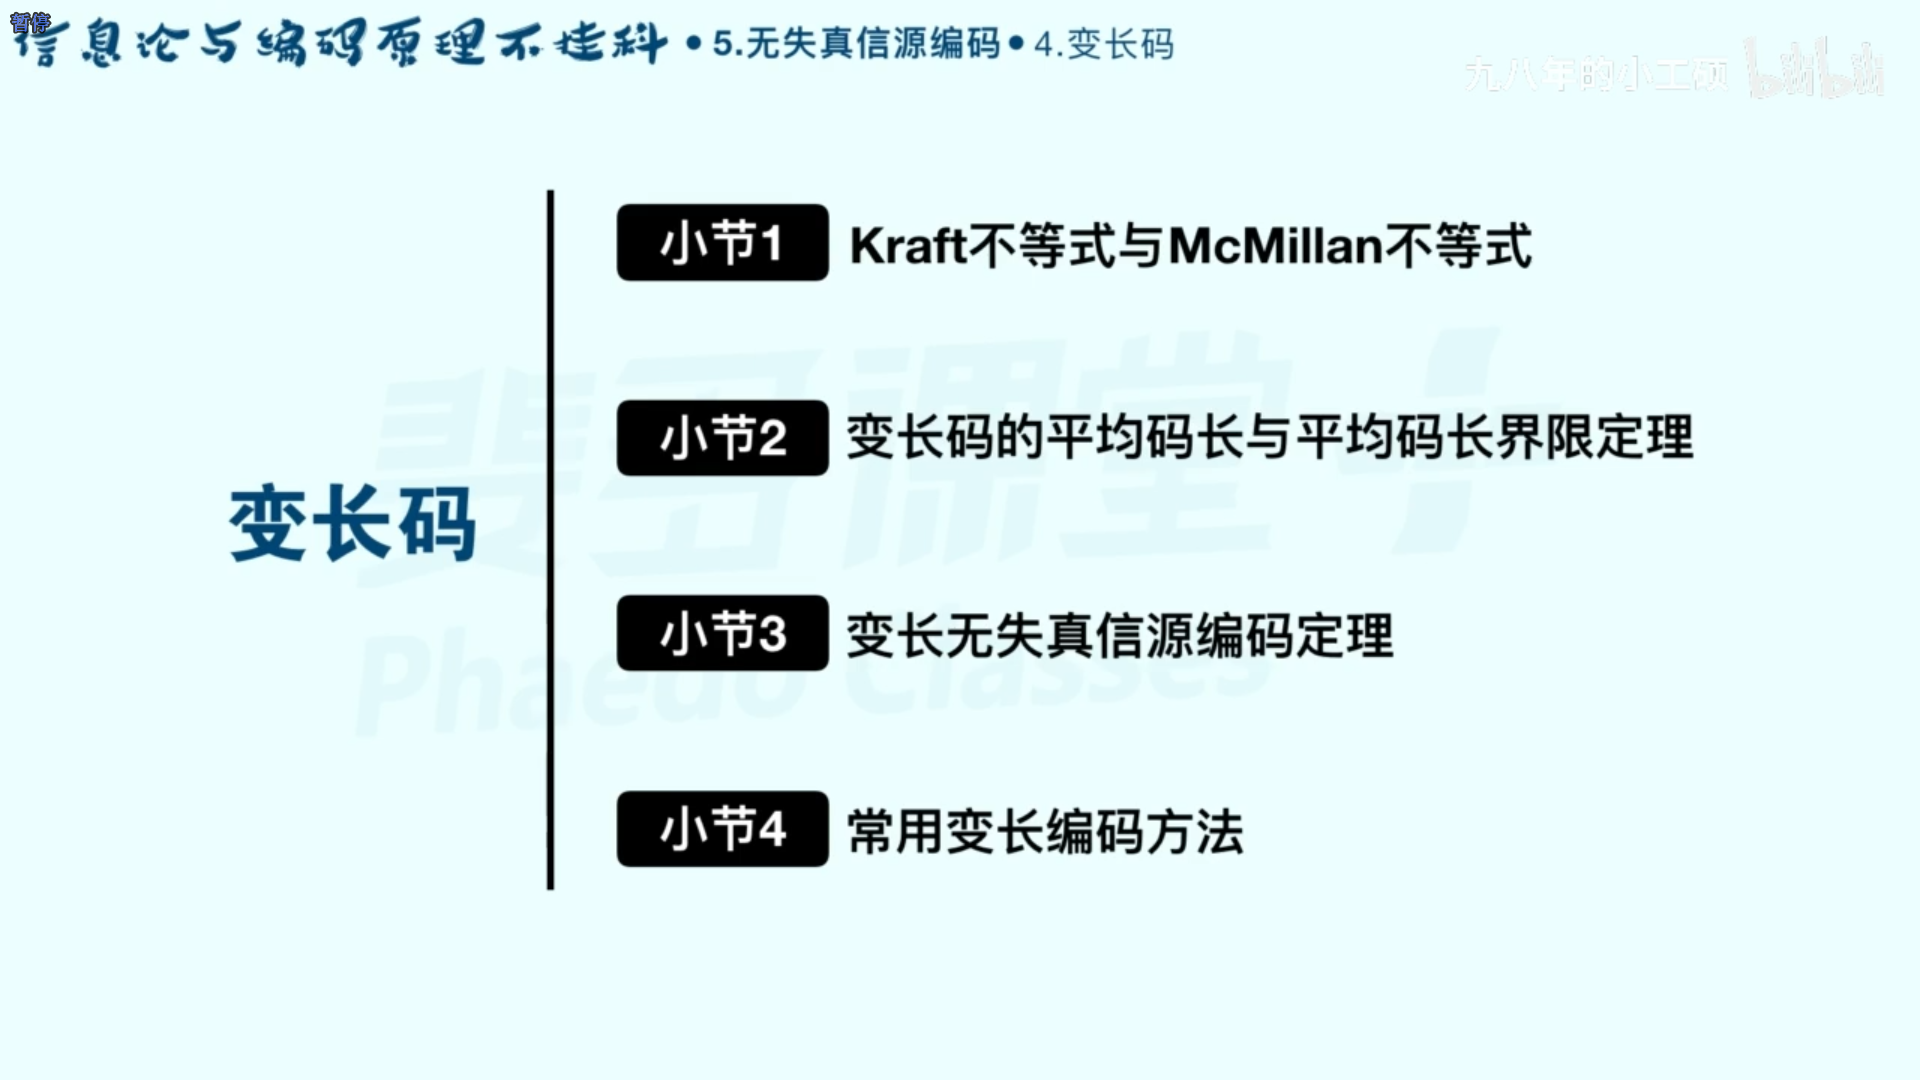 暂停
信息论与编码原理不挂科•5.无失真信源编码•4.变长码
九八年的小工硕 bilibili
小节1 Kraft不等式与McMillan不等式
小节2 变长码的平均码长与平均码长界限定理
变长码
小节3 变长无失真信源编码定理
小节4 常用变长编码方法
斐多课堂
Phaedo Classes